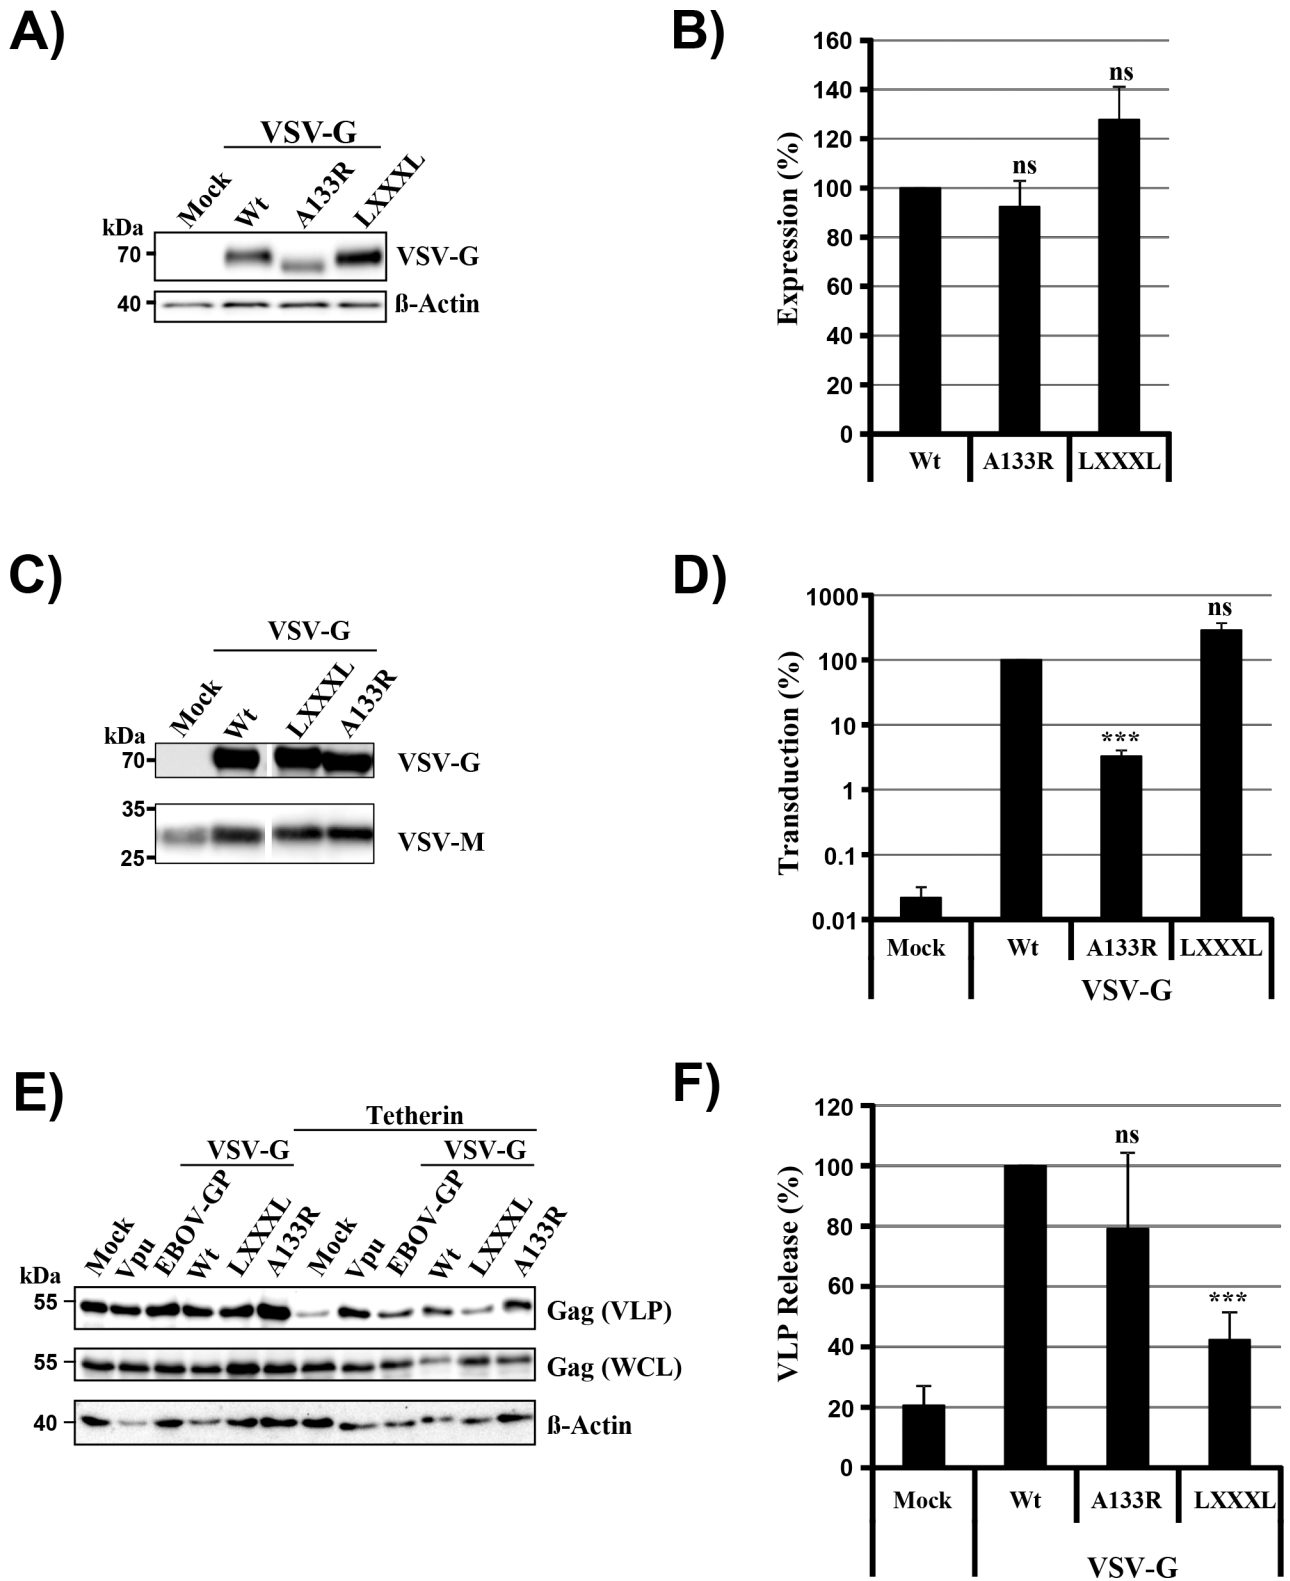 A)
VSV-G
Mock
Wt
A133R
LXXXL
kDa
70
VSV-G
40
ß-Actin
B)
Expression (%)
160
140
120
100
80
60
40
20
0
ns
ns
Wt
A133R
LXXXL
C)
VSV-G
Mock
Wt
LXXXL
A133R
kDa
70
VSV-G
35
25
VSV-M
D)
Transduction (%)
1000
100
10
1
0.1
0.01
***
ns
Mock
Wt
A133R
LXXXL
VSV-G
E)
Tetherin
VSV-G
VSV-G
Mock
Vpu
EBOV-GP
Wt
LXXXL
A133R
Mock
Vpu
EBOV-GP
Wt
LXXXL
A133R
kDa
55
Gag (VLP)
55
Gag (WCL)
40
ß-Actin
F)
VLP Release (%)
120
100
80
60
40
20
0
ns
***
Mock
Wt
A133R
LXXXL
VSV-G